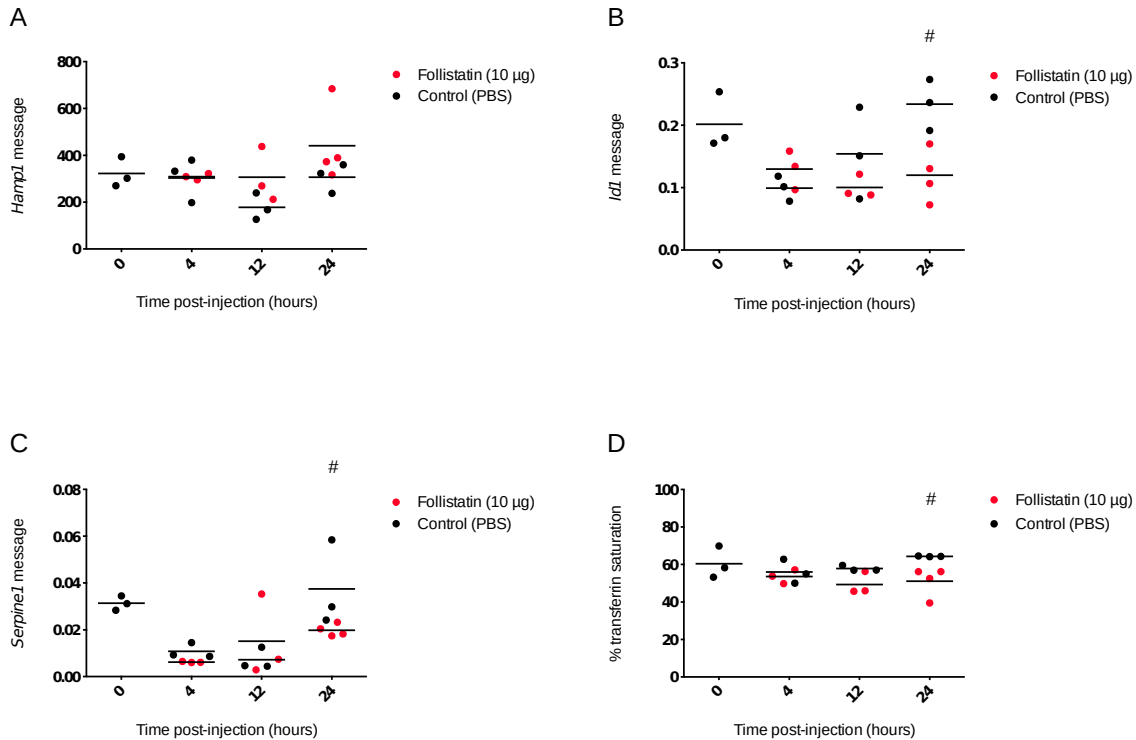 A
800
600
400
200
0
Hamp1 message
0 4 12 24
Time post-injection (hours)
Follistatin (10 µg)
Control (PBS)
B
#
0.3
0.2
0.1
0.0
Id1 message
0 4 12 24
Time post-injection (hours)
Follistatin (10 µg)
Control (PBS)
C
#
0.08
0.06
0.04
0.02
0.00
Serpine1 message
0 4 12 24
Time post-injection (hours)
Follistatin (10 µg)
Control (PBS)
D
#
100
80
60
40
20
0
% transferrin saturation
0 4 12 24
Time post-injection (hours)
Follistatin (10 µg)
Control (PBS)